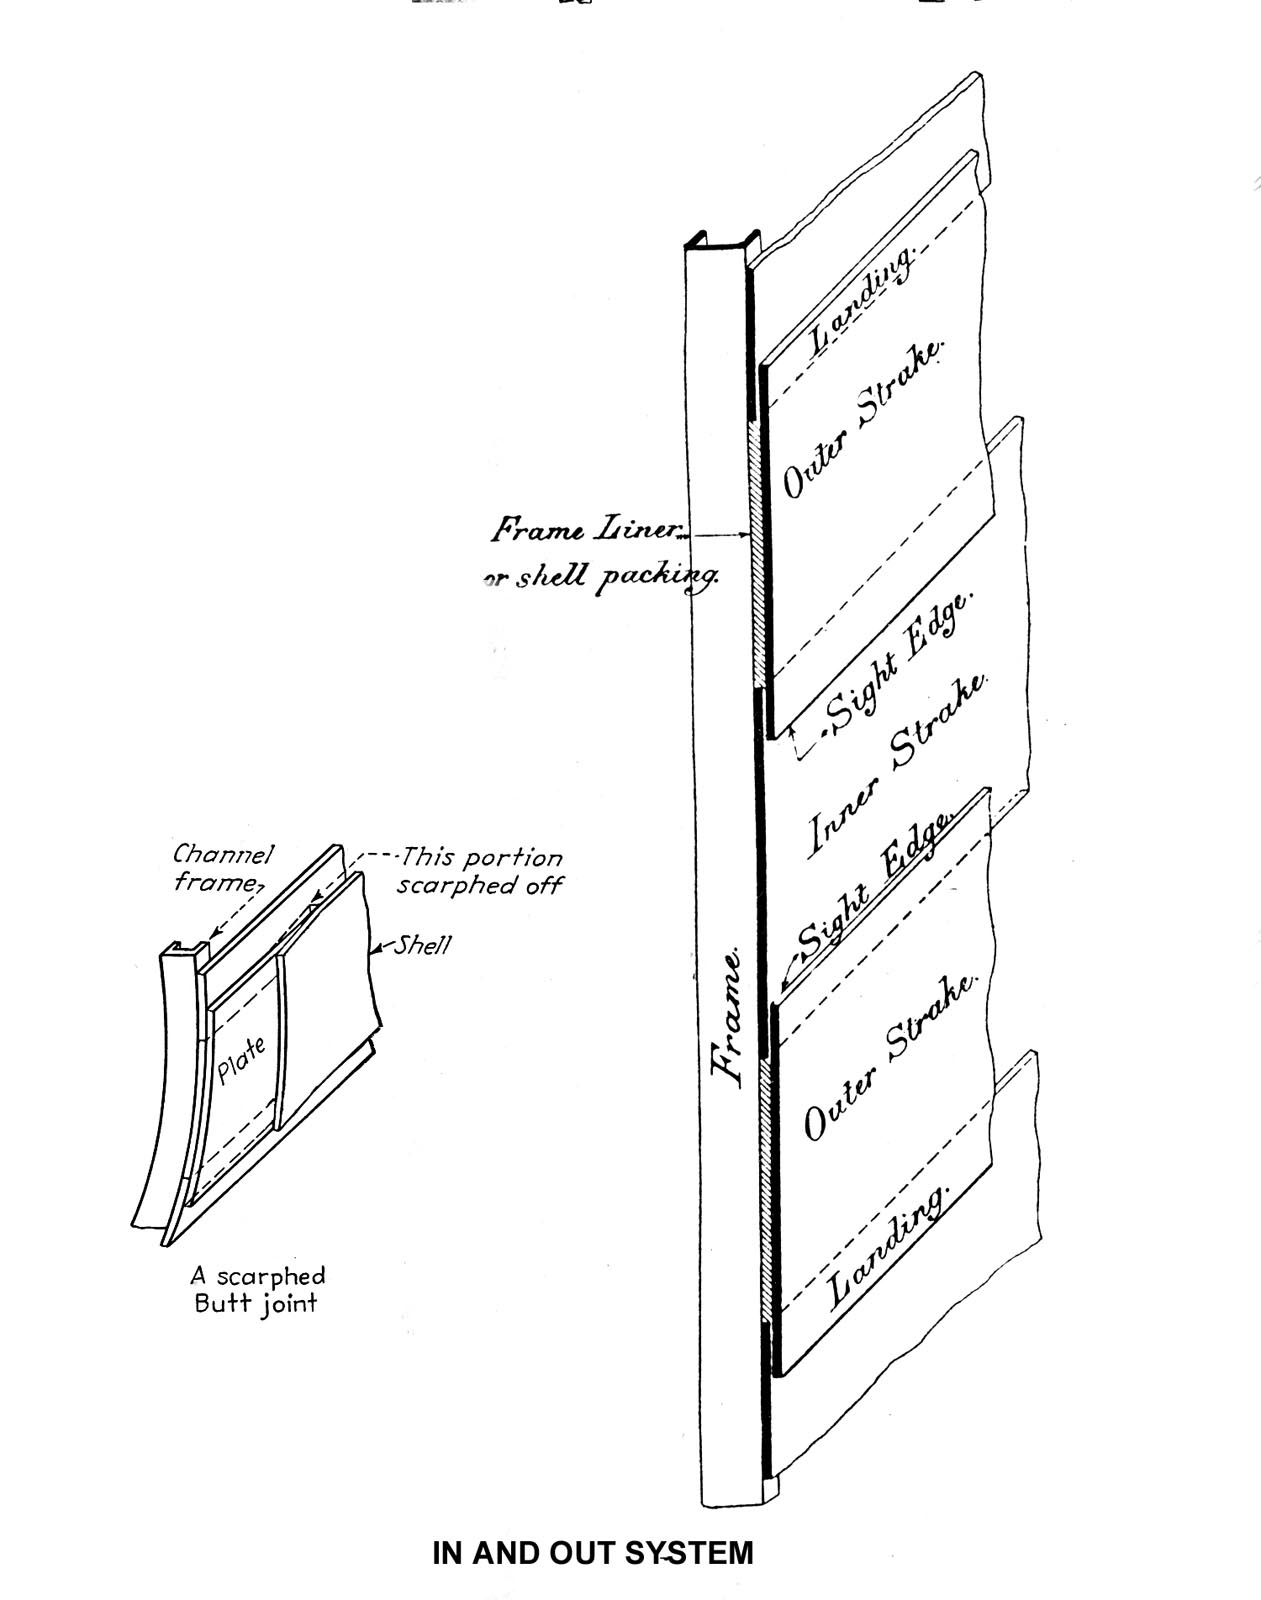 Landing.
Outer Strake.
Frame Liner
or shell packing.
Sight Edge.
Inner Strake.
Sight Edge.
Channel
frame
This portion
scarphed off
Shell
Plate
Frame.
Outer Strake.
Landing.
A scarphed
Butt joint
IN AND OUT SYSTEM